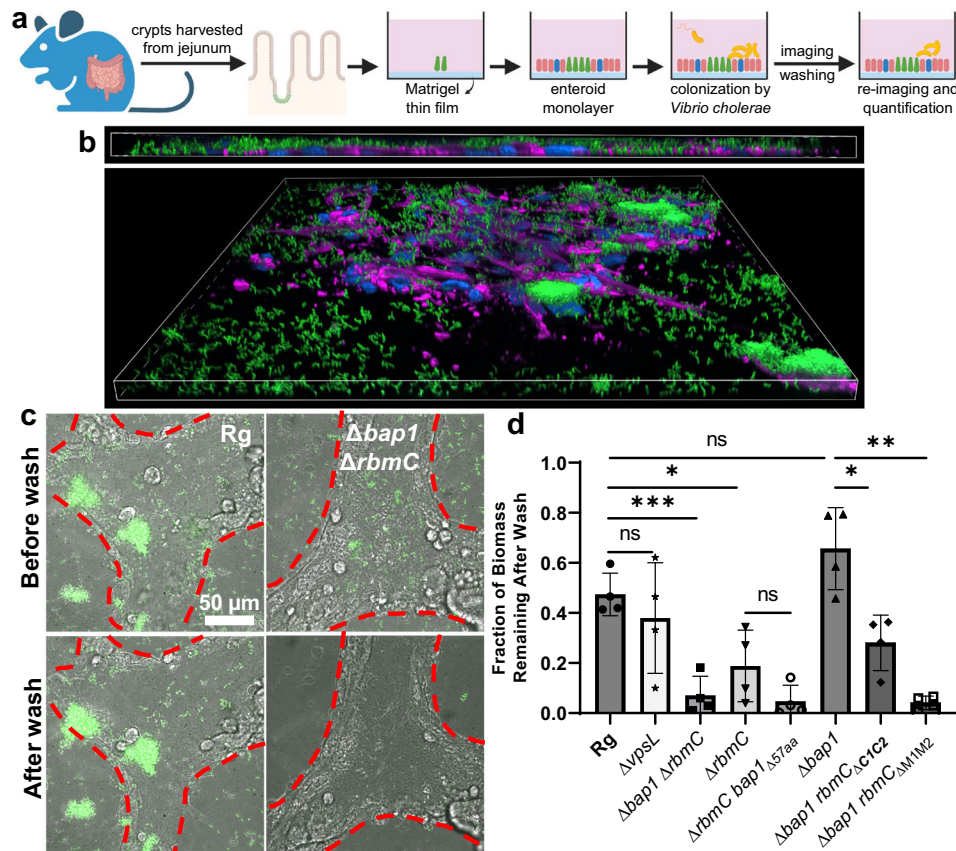 a
crypts harvested
from jejunum
Matrigel
thin film
enteroid
monolayer
colonization by
Vibrio cholerae
imaging
washing
re-imaging and
quantification
b
c
Before wash
After wash
Rg
Δbap1
ΔrbmC
50 µm
d
Fraction of Biomass
Remaining After Wash
1.0
0.8
0.6
0.4
0.2
0.0
ns
**
*
*
***
ns
ns
Rg
ΔvpsL
Δbap1 ΔrbmC
ΔrbmC
ΔrbmC bap1Δ57aa
Δbap1
Δbap1 rbmCΔC1C2
Δbap1 rbmCΔM1M2